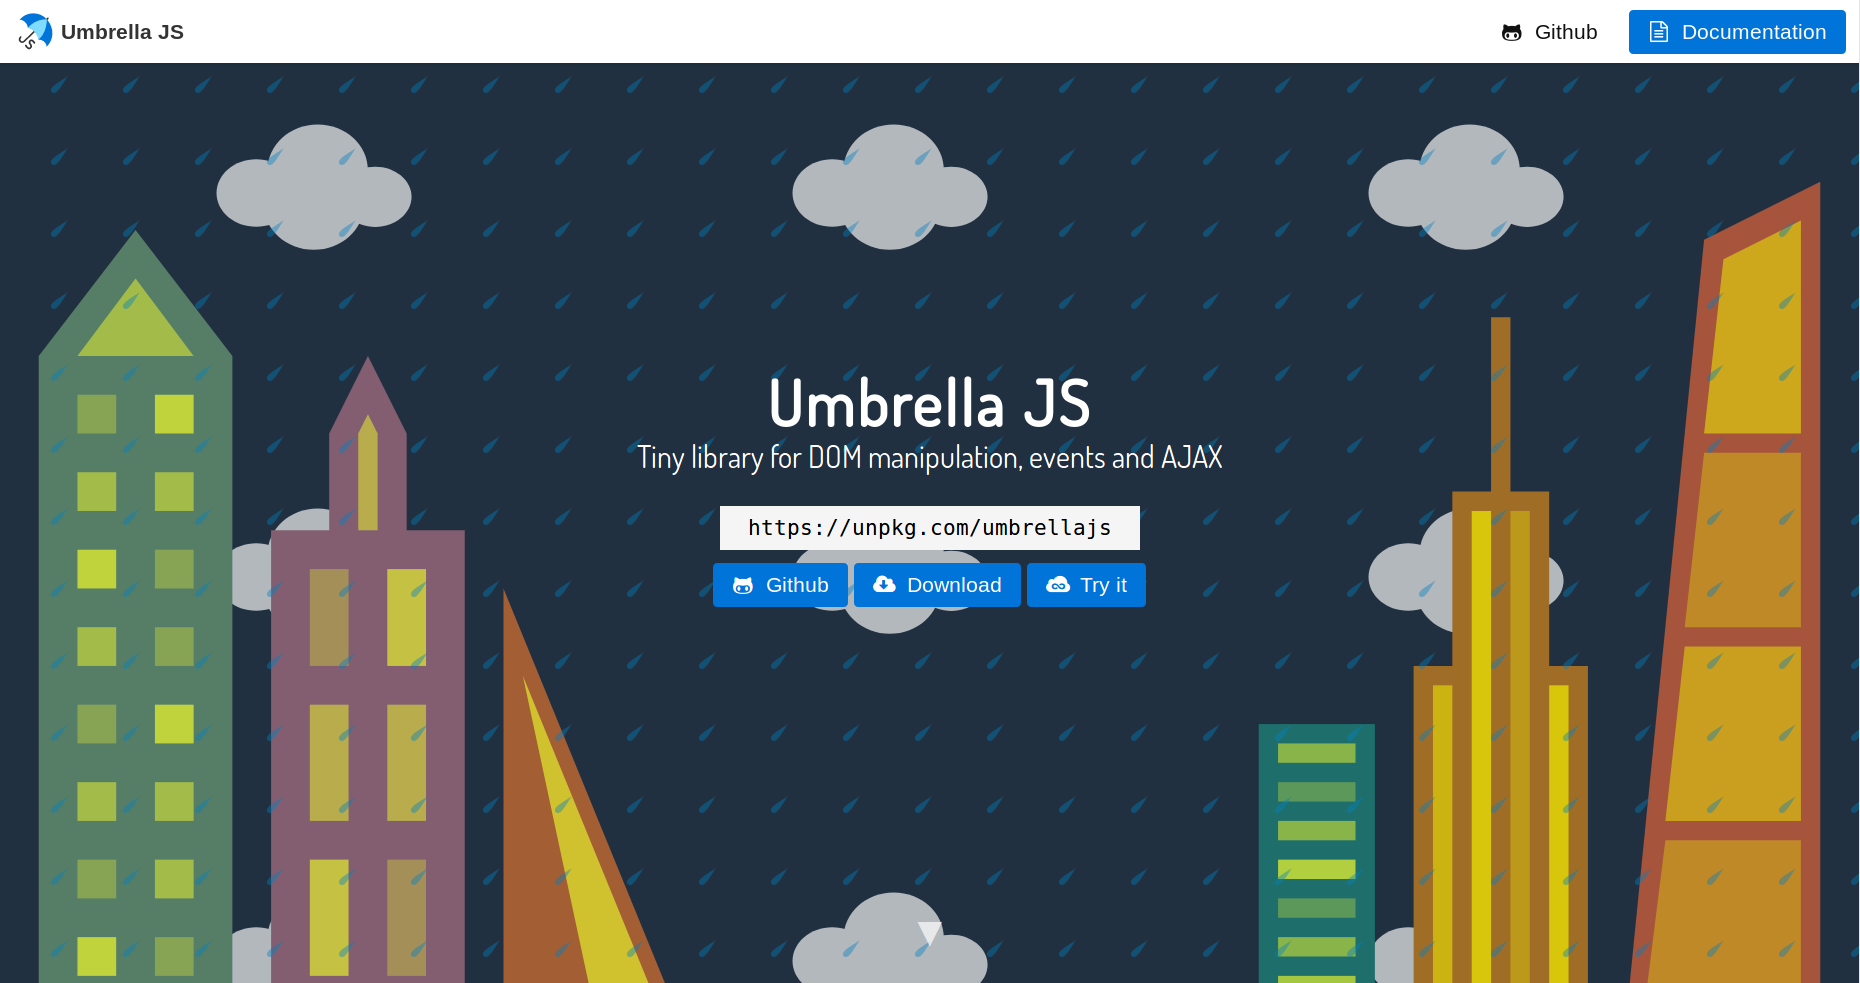 Umbrella JS
Github
Documentation
Umbrella JS
Tiny library for DOM manipulation, events and AJAX
https://unpkg.com/umbrellajs
Github
Download
Try it